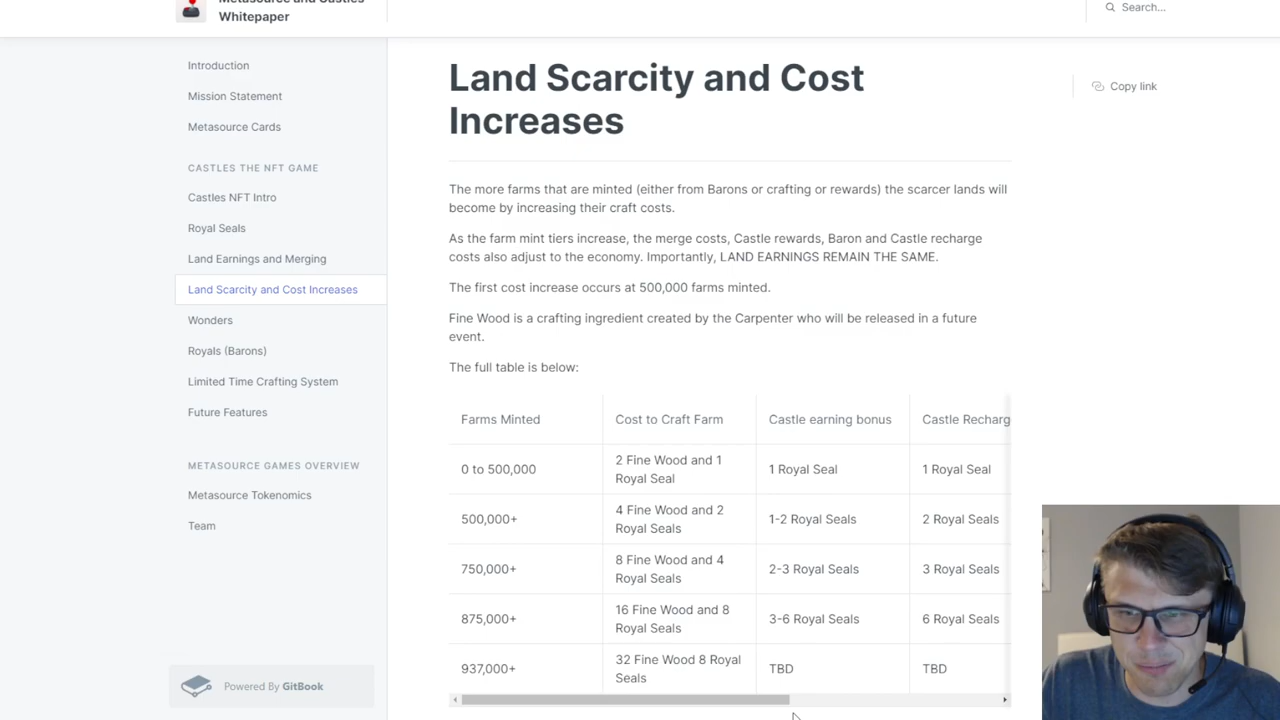 Metasource and Castles
Whitepaper
Search...
Introduction
Mission Statement
Metasource Cards
CASTLES THE NFT GAME
Castles NFT Intro
Royal Seals
Land Earnings and Merging
Land Scarcity and Cost Increases
Wonders
Royals (Barons)
Limited Time Crafting System
Future Features
METASOURCE GAMES OVERVIEW
Metasource Tokenomics
Team
Powered By GitBook
Land Scarcity and Cost
Increases
Copy link
The more farms that are minted (either from Barons or crafting or rewards) the scarcer lands will
become by increasing their craft costs.
As the farm mint tiers increase, the merge costs, Castle rewards, Baron and Castle recharge
costs also adjust to the economy. Importantly, LAND EARNINGS REMAIN THE SAME.
The first cost increase occurs at 500,000 farms minted.
Fine Wood is a crafting ingredient created by the Carpenter who will be released in a future
event.
The full table is below:
Farms Minted
Cost to Craft Farm
Castle earning bonus
Castle Recharg
0 to 500,000
2 Fine Wood and 1
Royal Seal
1 Royal Seal
1 Royal Seal
500,000+
4 Fine Wood and 2
Royal Seals
1-2 Royal Seals
2 Royal Seals
750,000+
8 Fine Wood and 4
Royal Seals
2-3 Royal Seals
3 Royal Seals
875,000+
16 Fine Wood and 8
Royal Seals
3-6 Royal Seals
6 Royal Seals
937,000+
32 Fine Wood 8 Royal
Seals
TBD
TBD